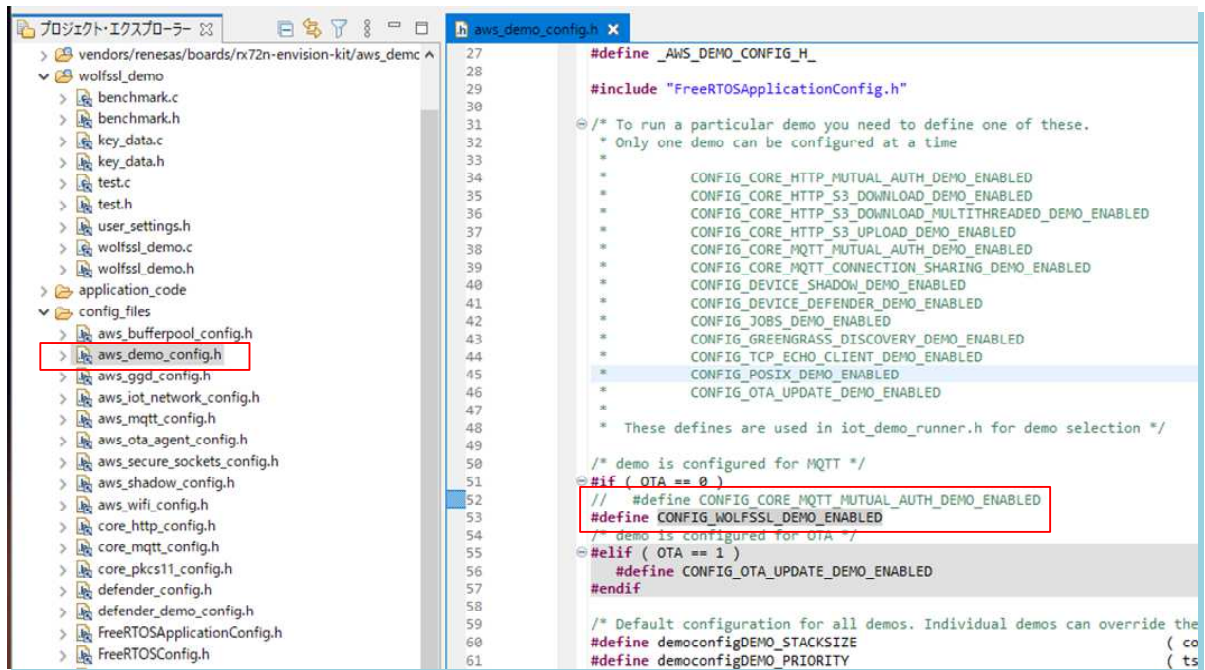 プロジェクト・エクスプローラー
vendors/renesas/boards/rx72n-envision-kit/aws_demc
wolfssl_demo
benchmark.c
benchmark.h
key_data.c
key_data.h
test.c
test.h
user_settings.h
wolfssl_demo.c
wolfssl_demo.h
application_code
config_files
aws_bufferpool_config.h
aws_demo_config.h
aws_ggd_config.h
aws_iot_network_config.h
aws_mqtt_config.h
aws_ota_agent_config.h
aws_secure_sockets_config.h
aws_shadow_config.h
aws_wifi_config.h
core_http_config.h
core_mqtt_config.h
core_pkcs11_config.h
defender_config.h
defender_demo_config.h
FreeRTOSApplicationConfig.h
FreeRTOSConfig.h
aws_demo_config.h
27 #define _AWS_DEMO_CONFIG_H_
28
29 #include "FreeRTOSApplicationConfig.h"
30
31 /* To run a particular demo you need to define one of these.
32 * Only one demo can be configured at a time
33 *
34 * CONFIG_CORE_HTTP_MUTUAL_AUTH_DEMO_ENABLED
35 * CONFIG_CORE_HTTP_S3_DOWNLOAD_DEMO_ENABLED
36 * CONFIG_CORE_HTTP_S3_DOWNLOAD_MULTITHREADED_DEMO_ENABLED
37 * CONFIG_CORE_HTTP_S3_UPLOAD_DEMO_ENABLED
38 * CONFIG_CORE_MQTT_MUTUAL_AUTH_DEMO_ENABLED
39 * CONFIG_CORE_MQTT_CONNECTION_SHARING_DEMO_ENABLED
40 * CONFIG_DEVICE_SHADOW_DEMO_ENABLED
41 * CONFIG_DEVICE_DEFENDER_DEMO_ENABLED
42 * CONFIG_JOBS_DEMO_ENABLED
43 * CONFIG_GREENGRASS_DISCOVERY_DEMO_ENABLED
44 * CONFIG_TCP_ECHO_CLIENT_DEMO_ENABLED
45 * CONFIG_POSIX_DEMO_ENABLED
46 * CONFIG_OTA_UPDATE_DEMO_ENABLED
47 *
48 * These defines are used in iot_demo_runner.h for demo selection */
49
50 /* demo is configured for MQTT */
51 #if ( OTA == 0 )
52 // #define CONFIG_CORE_MQTT_MUTUAL_AUTH_DEMO_ENABLED
53 #define CONFIG_WOLFSSL_DEMO_ENABLED
54 /* demo is configured for OTA */
55 #elif ( OTA == 1 )
56 #define CONFIG_OTA_UPDATE_DEMO_ENABLED
57 #endif
58
59 /* Default configuration for all demos. Individual demos can override the
60 #define democonfigDEMO_STACKSIZE ( co
61 #define democonfigDEMO_PRIORITY ( ts